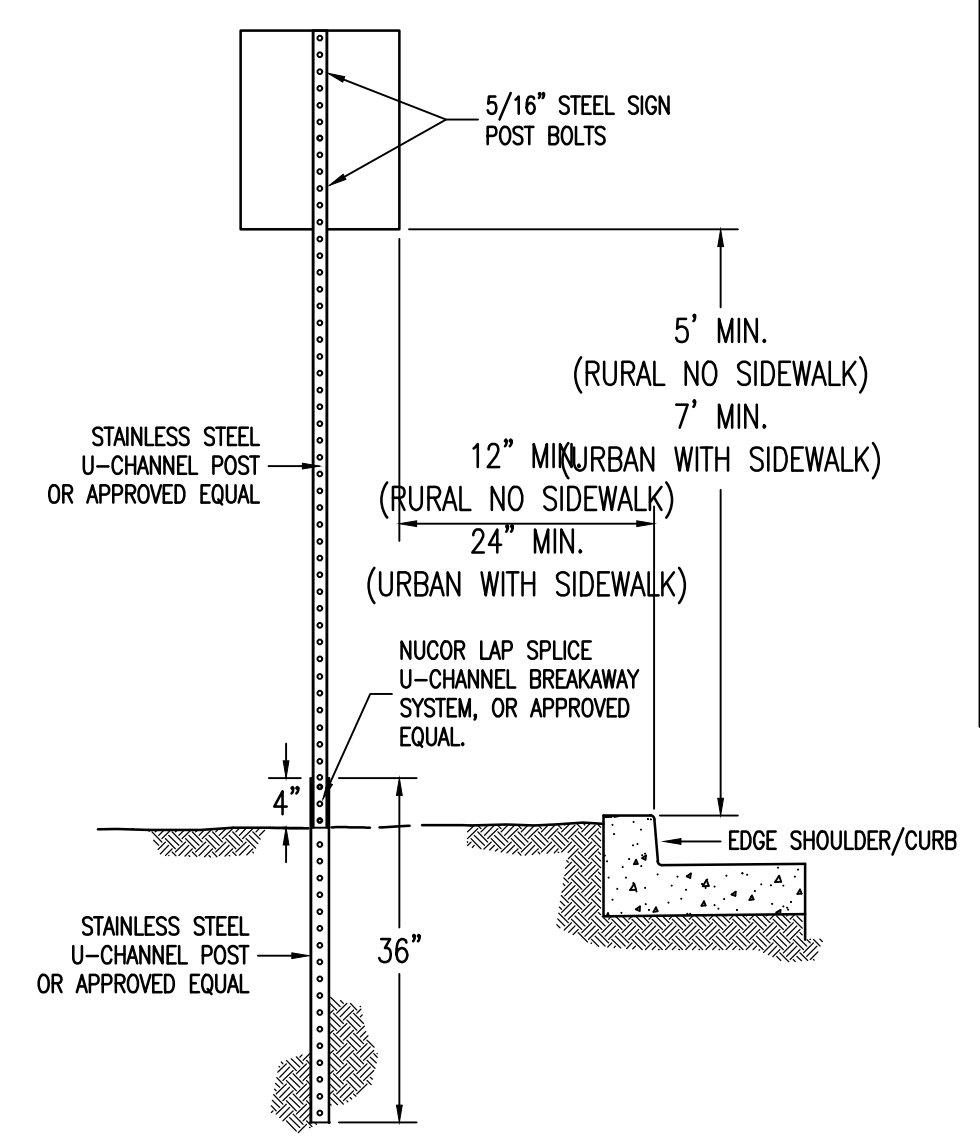 5/16" STEEL SIGN
POST BOLTS
5' MIN.
(RURAL NO SIDEWALK)
7' MIN.
(URBAN WITH SIDEWALK)
STAINLESS STEEL
U-CHANNEL POST
OR APPROVED EQUAL
12" MIN.
(RURAL NO SIDEWALK)
24" MIN.
(URBAN WITH SIDEWALK)
NUCOR LAP SPLICE
U-CHANNEL BREAKAWAY
SYSTEM, OR APPROVED
EQUAL.
4"
EDGE SHOULDER/CURB
STAINLESS STEEL
U-CHANNEL POST
OR APPROVED EQUAL
36"